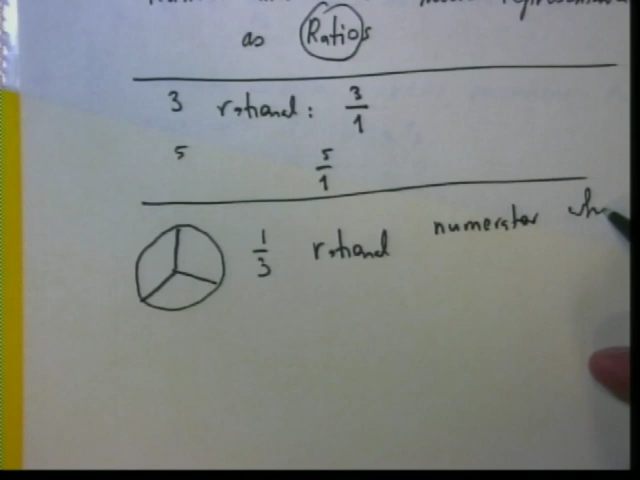 as Ratios
3 rational: 3/1
5 5/1
1/3 rational numerator